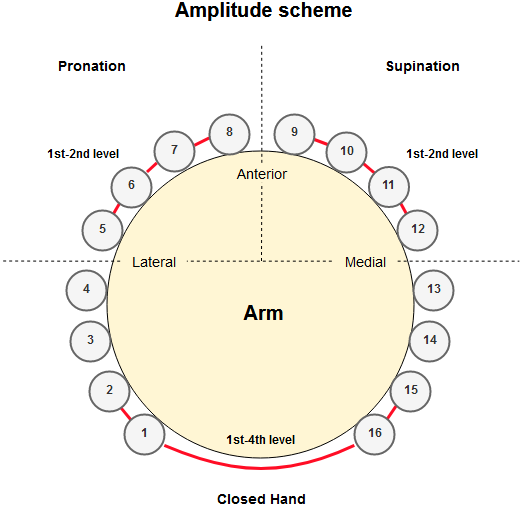 Amplitude scheme
Pronation
Supination
8
9
7
10
1st-2nd level
1st-2nd level
6
11
Anterior
5
12
Lateral
Medial
4
13
Arm
3
14
2
15
1
1st-4th level
16
Closed Hand